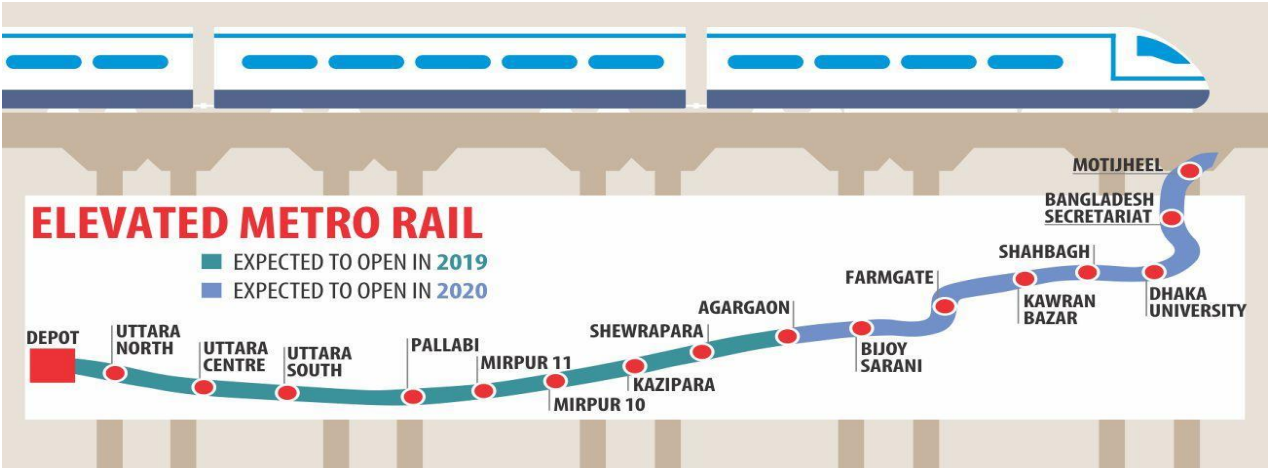 MOTIJHEEL
BANGLADESH
SECRETARIAT
ELEVATED METRO RAIL
EXPECTED TO OPEN IN 2019
EXPECTED TO OPEN IN 2020
DEPOT
UTTARA
NORTH
UTTARA
CENTRE
UTTARA
SOUTH
PALLABI
MIRPUR 11
MIRPUR 10
KAZIPARA
SHEWRAPARA
AGARGAON
BIJOY
SARANI
FARMGATE
KAWRAN
BAZAR
SHAHBAGH
DHAKA
UNIVERSITY